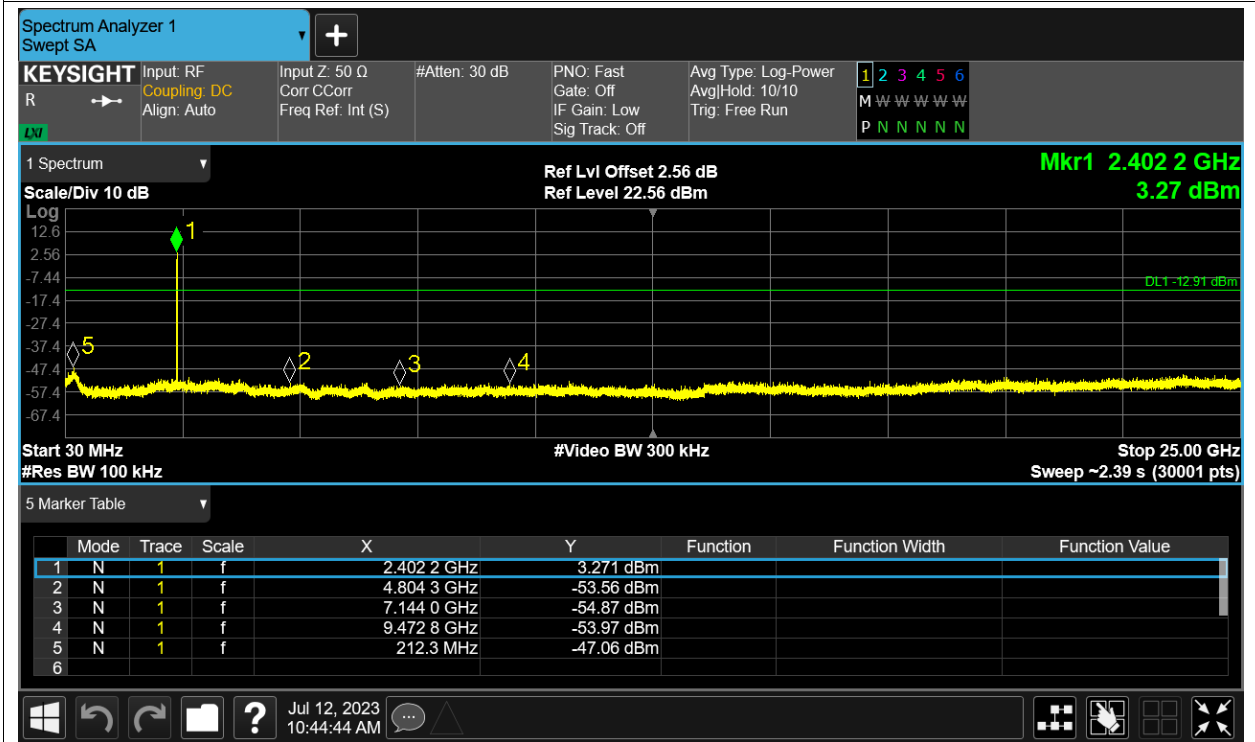 Spectrum Analyzer 1
Swept SA
+
KEYSIGHT Input: RF Input Z: 50 Ω #Atten: 30 dB PNO: Fast Avg Type: Log-Power 1 2 3 4 5 6
R Coupling: DC Corr CCorr Gate: Off Avg|Hold: 10/10 M W W W W W
Align: Auto Freq Ref: Int (S) IF Gain: Low Trig: Free Run
LXI Sig Track: Off P N N N N N
1 Spectrum Ref Lvl Offset 2.56 dB Mkr1 2.402 2 GHz
Scale/Div 10 dB Ref Level 22.56 dBm 3.27 dBm
Log
12.6 1
2.56
-7.44 DL1 -12.91 dBm
-17.4
-27.4
-37.4 5
-47.4 2 3 4
-57.4
-67.4
Start 30 MHz #Video BW 300 kHz Stop 25.00 GHz
#Res BW 100 kHz Sweep ~2.39 s (30001 pts)
5 Marker Table
Mode Trace Scale X Y Function Function Width Function Value
1 N 1 f 2.402 2 GHz 3.271 dBm
2 N 1 f 4.804 3 GHz -53.56 dBm
3 N 1 f 7.144 0 GHz -54.87 dBm
4 N 1 f 9.472 8 GHz -53.97 dBm
5 N 1 f 212.3 MHz -47.06 dBm
6
? Jul 12, 2023
10:44:44 AM